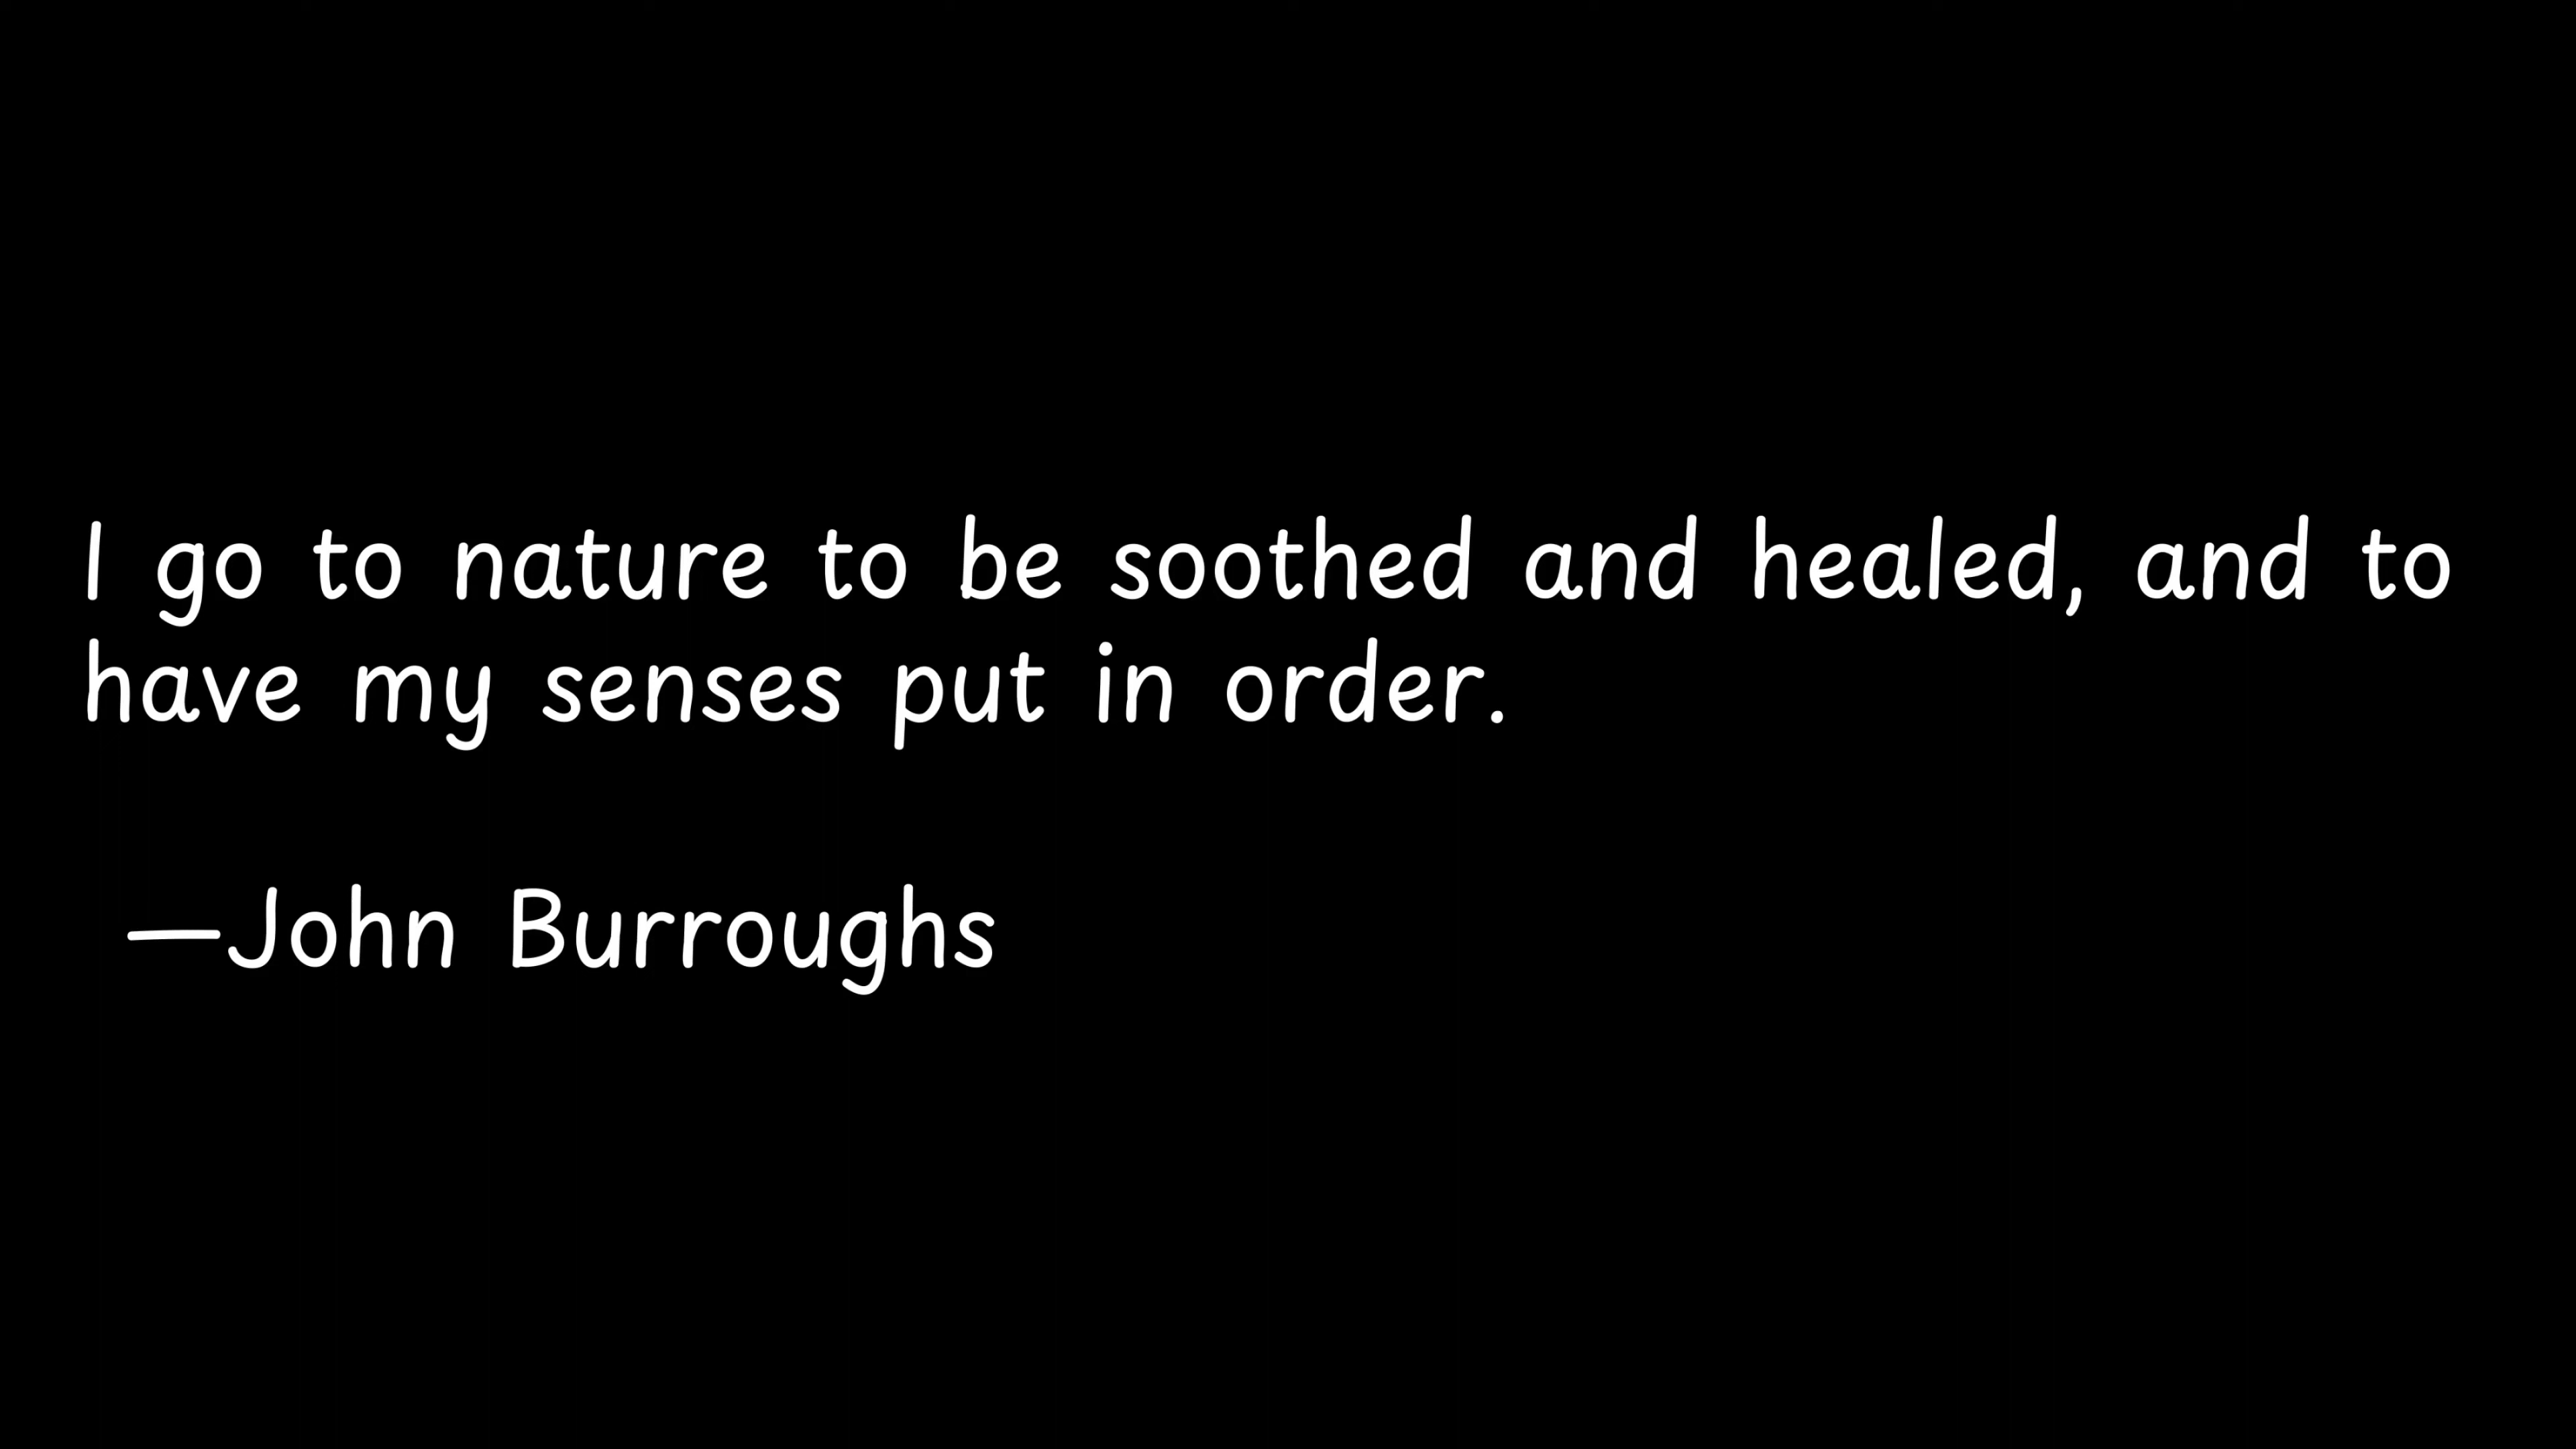 I go to nature to be soothed and healed, and to
have my senses put in order.
—John Burroughs